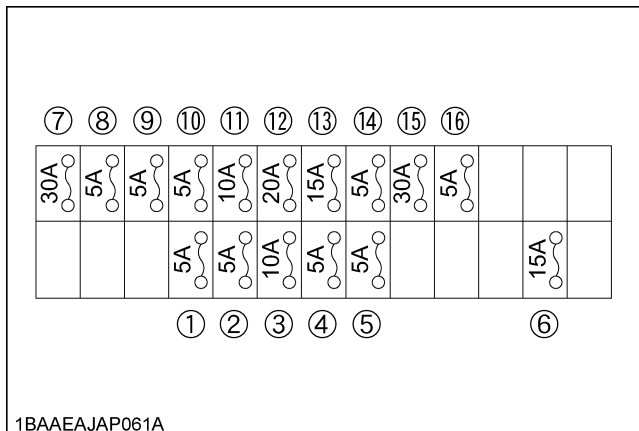 ⑦ ⑧ ⑨ ⑩ ⑪ ⑫ ⑬ ⑭ ⑮ ⑯
30A 5A 5A 5A 10A 20A 15A 5A 30A 5A
5A 5A 10A 5A 5A 15A
① ② ③ ④ ⑤ ⑥
1BAAEAJAP061A